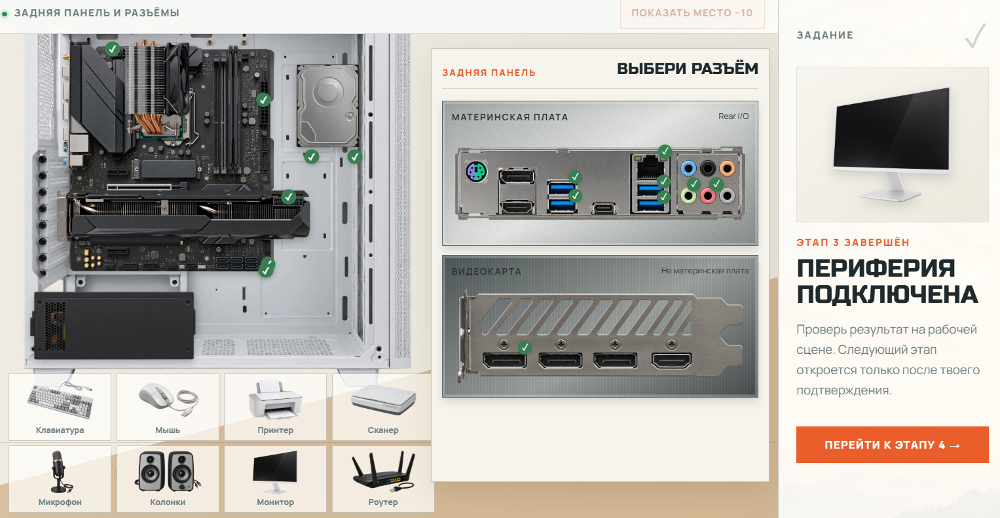 ЗАДНЯЯ ПАНЕЛЬ И РАЗЪЁМЫ
ПОКАЗАТЬ МЕСТО −10
ЗАДНЯЯ ПАНЕЛЬ
ВЫБЕРИ РАЗЪЁМ
МАТЕРИНСКАЯ ПЛАТА
Rear I/O
ВИДЕОКАРТА
Не материнская плата
Клавиатура
Мышь
Принтер
Сканер
Микрофон
Колонки
Монитор
Роутер
ЗАДАНИЕ
ЭТАП 3 ЗАВЕРШЁН
ПЕРИФЕРИЯ
ПОДКЛЮЧЕНА
Проверь результат на рабочей
сцене. Следующий этап
откроется только после твоего
подтверждения.
ПЕРЕЙТИ К ЭТАПУ 4 →